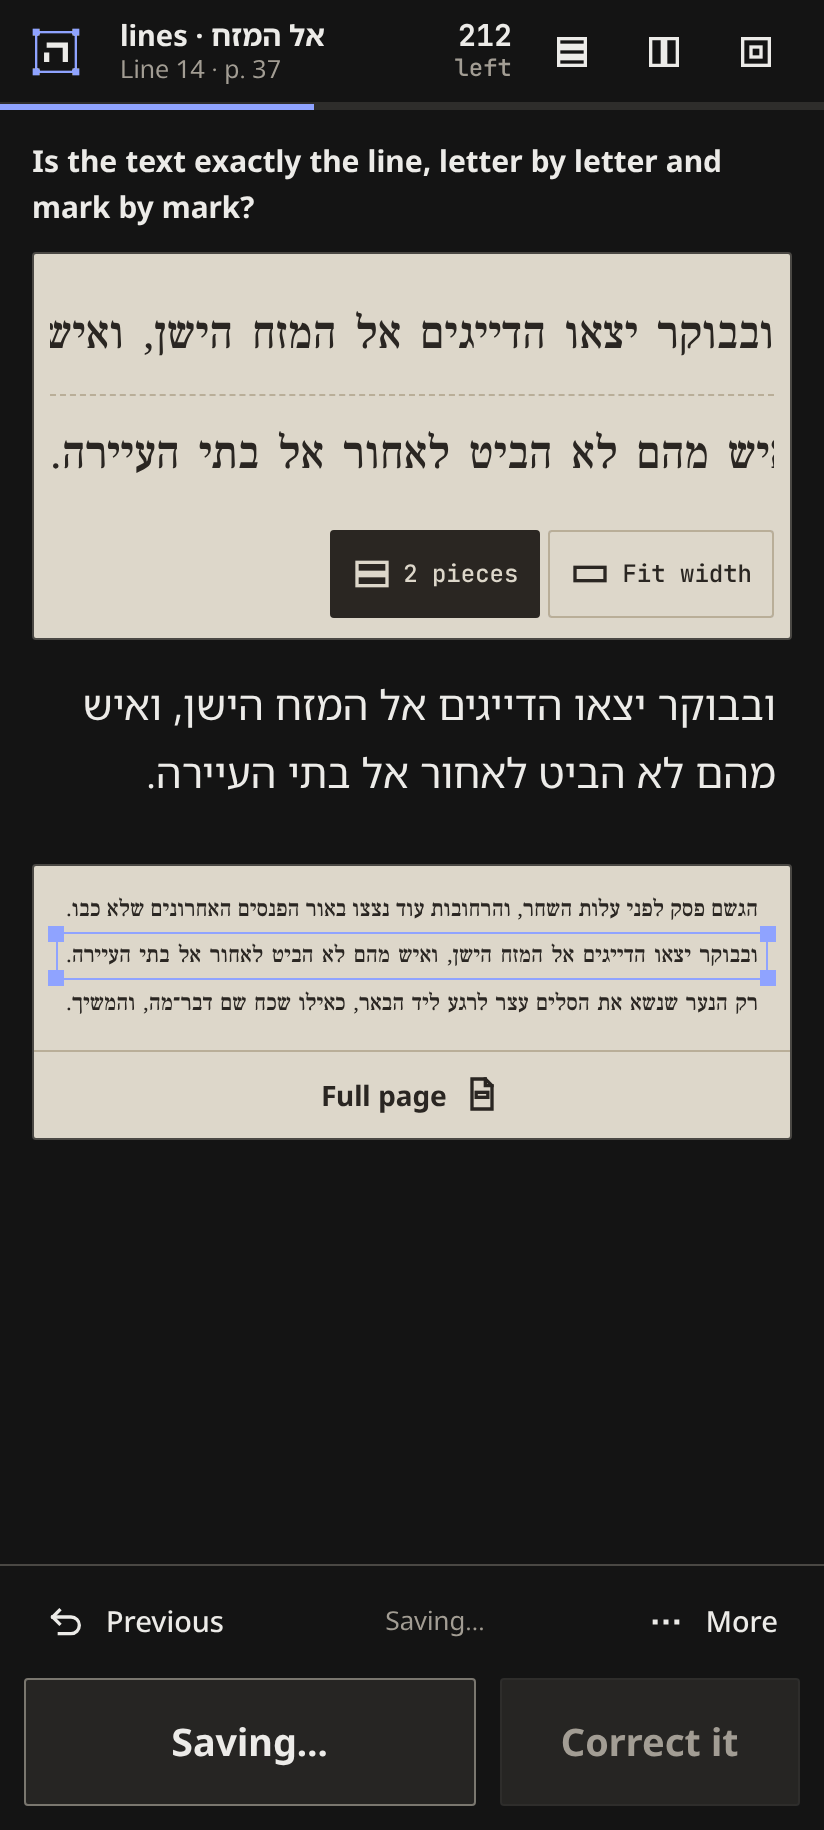 ה
lines · אל המזח
Line 14 · p. 37
212
left
Is the text exactly the line, letter by letter and
mark by mark?
ובבוקר יצאו הדייגים אל המזח הישן, ואיש
איש מהם לא הביט לאחור אל בתי העיירה.
2 pieces
Fit width
ובבוקר יצאו הדייגים אל המזח הישן, ואיש
מהם לא הביט לאחור אל בתי העיירה.
הגשם פסק לפני עלות השחר, והרחובות עוד נצצו באור הפנסים האחרונים שלא כבו.
ובבוקר יצאו הדייגים אל המזח הישן, ואיש מהם לא הביט לאחור אל בתי העיירה.
רק הנער שנשא את הסלים עצר לרגע ליד הבאר, כאילו שכח שם דבר־מה, והמשיך.
Full page
Previous
Saving...
More
Saving...
Correct it